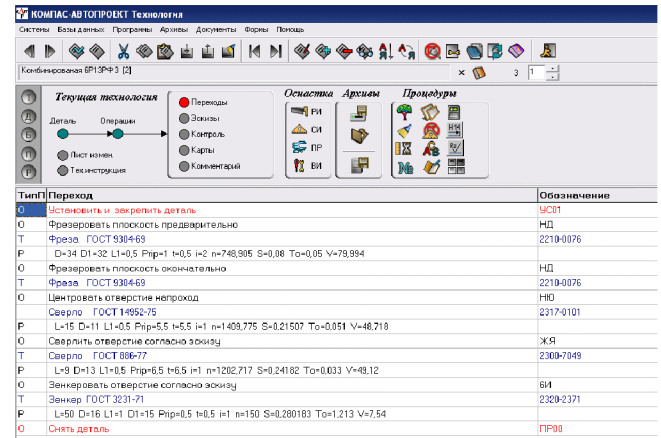 КОМПАС-АВТОПРОЕКТ Технология
Системы Базы данных Программы Архивы Документы Формы Помощь
Комбинированая 6Р13РФ3 [2]
3 1
Текущая технология
Деталь Операции
Лист измен.
Тех.инструкция
Переходы
Эскизы
Контроль
Карты
Комментарий
Оснастка Архивы Процедуры
РИ
СИ
ПР
ВИ
ТипП Переход Обозначение
О Установить и закрепить деталь УС01
О Фрезеровать плоскость предварительно НД
Т Фреза ГОСТ 9304-69 2210-0076
Р D=34 D1=32 L1=0,5 Prip=1 t=0,5 i=2 n=748,905 S=0,08 To=0,05 V=79,994
О Фрезеровать плоскость окончательно НД
Т Фреза ГОСТ 9304-69 2210-0076
О Центровать отверстие напроход НЮ
Сверло ГОСТ 14952-75 2317-0101
Р L=15 D=11 L1=0,5 Prip=5,5 t=5,5 i=1 n=1409,775 S=0,21507 To=0,051 V=48,718
О Сверлить отверстие согласно эскизу ЖЯ
Т Сверло ГОСТ 886-77 2300-7049
Р L=9 D=13 L1=0,5 Prip=6,5 t=6,5 i=1 n=1202,717 S=0,24182 To=0,033 V=49,12
О Зенкеровать отверстие согласно эскизу 6И
Т Зенкер ГОСТ 3231-71 2320-2371
Р L=50 D=16 L1=1 D1=15 Prip=0,5 t=0,5 i=1 n=150 S=0,280183 To=1,213 V=7,54
О Снять деталь ПР00